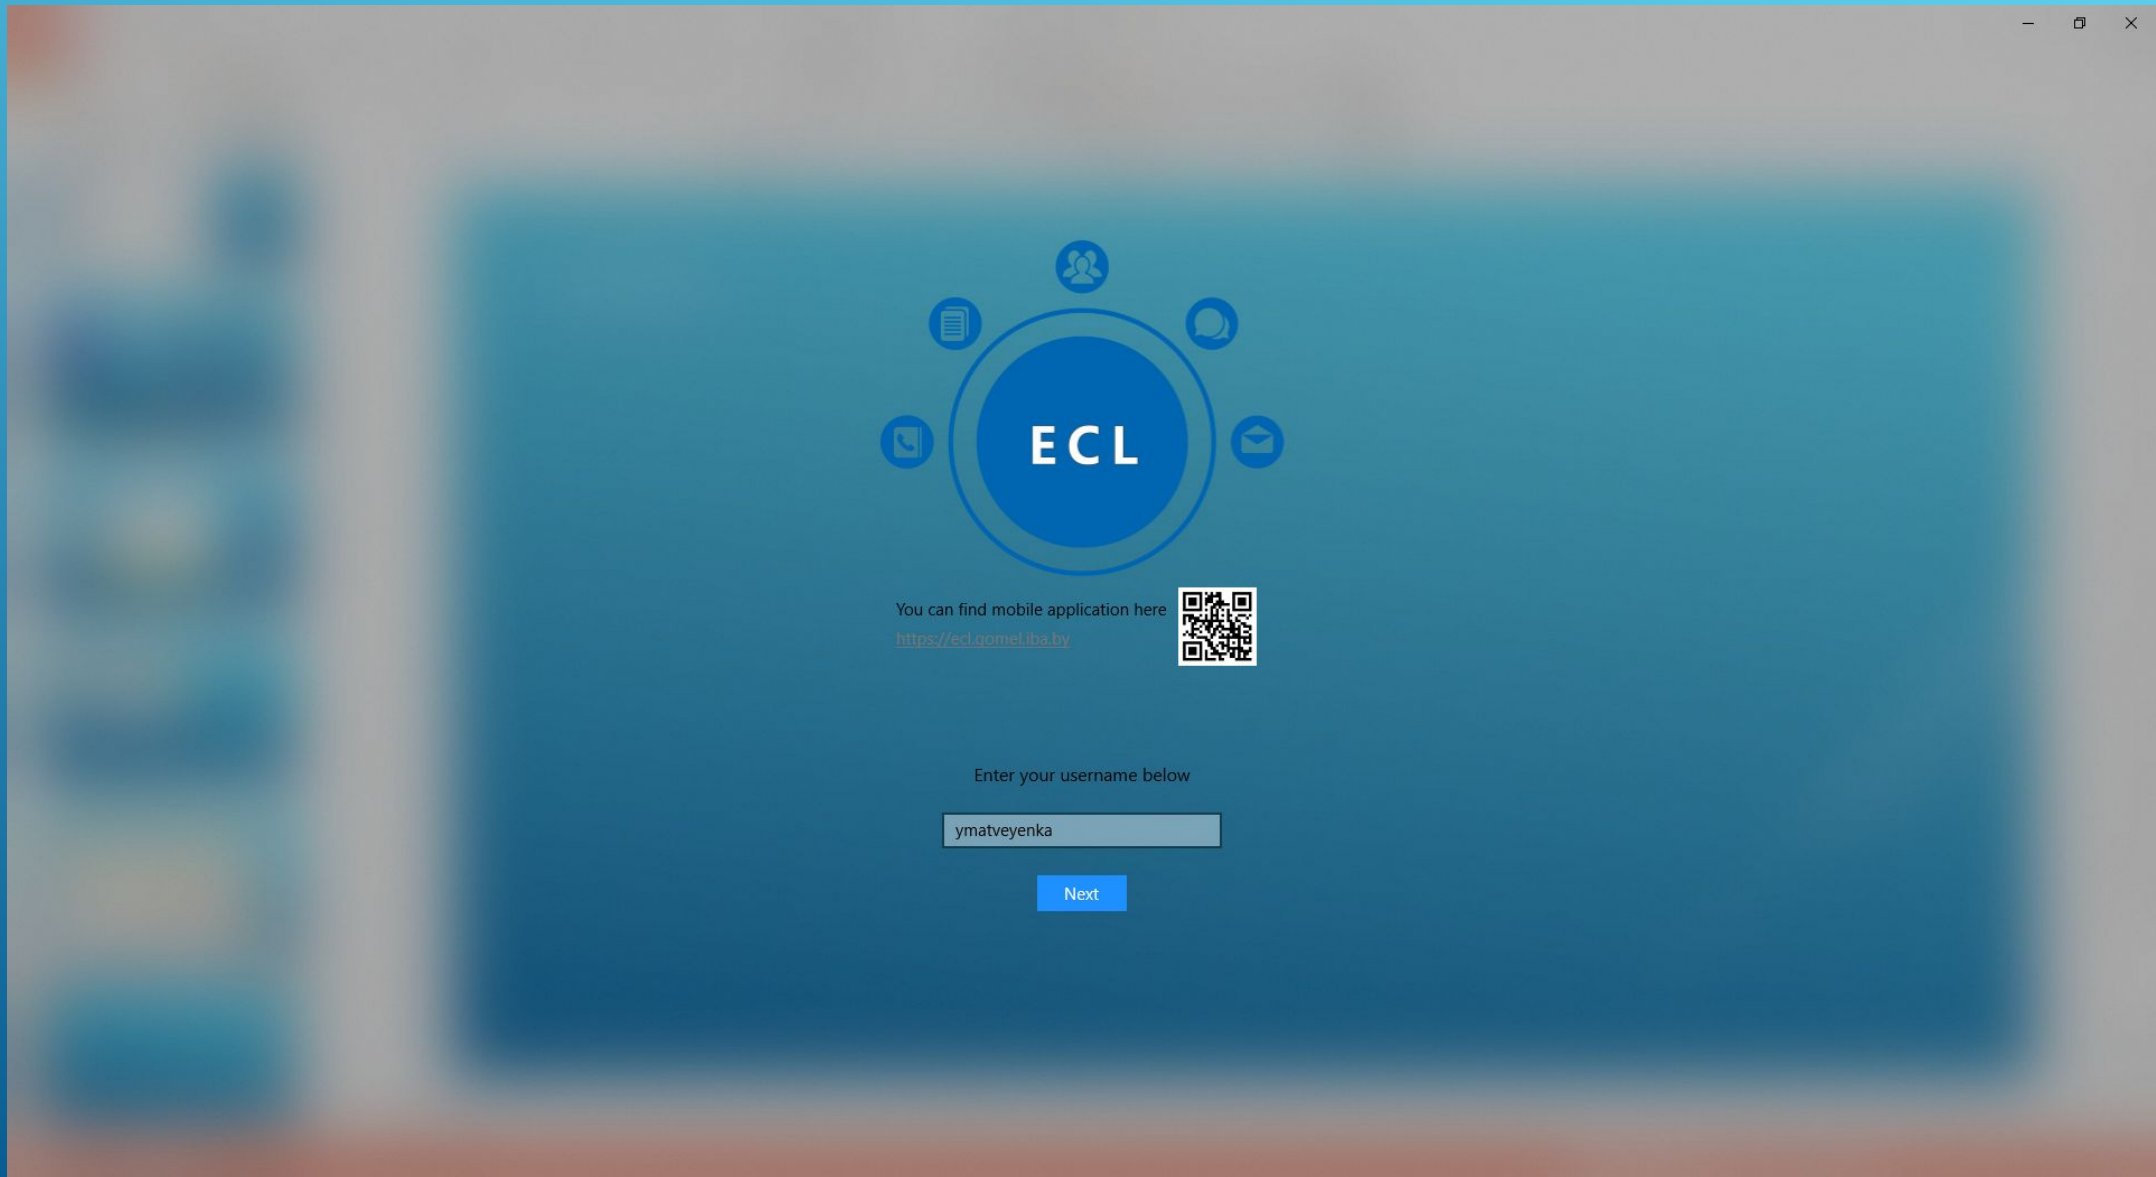 ECL
You can find mobile application here
https://ecl.gomel.iba.by
Enter your username below
ymatveyenka
Next